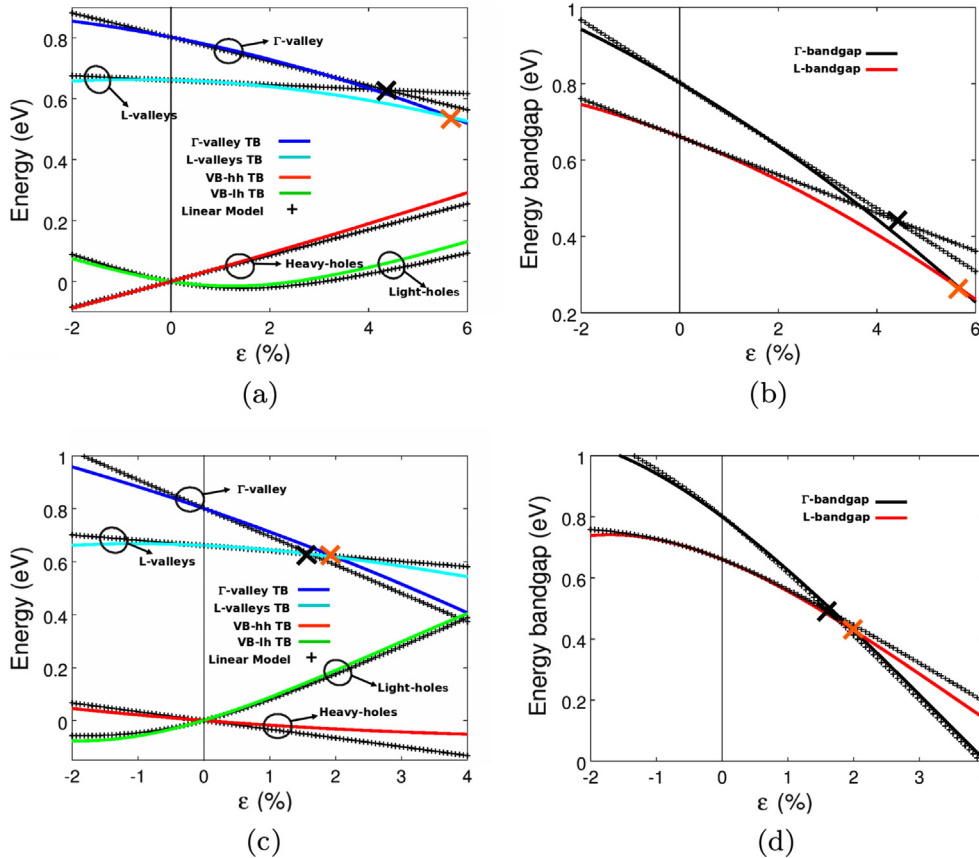 Energy (eV)
0.8
0.6
0.4
0.2
0
-2
0
2
4
6
ε (%)
Γ-valley
L-valleys
Γ-valley TB
L-valleys TB
VB-hh TB
VB-lh TB
Linear Model +
Heavy-holes
Light-holes
(a)
Energy bandgap (eV)
1
0.8
0.6
0.4
0.2
-2
0
2
4
6
ε (%)
Γ-bandgap
L-bandgap
(b)
Energy (eV)
1
0.8
0.6
0.4
0.2
0
-2
0
1
2
3
4
ε (%)
Γ-valley
L-valleys
Γ-valley TB
L-valleys TB
VB-hh TB
VB-lh TB
Linear Model +
Light-holes
Heavy-holes
(c)
Energy bandgap (eV)
1
0.8
0.6
0.4
0.2
0
-2
-1
0
1
2
3
ε (%)
Γ-bandgap
L-bandgap
(d)